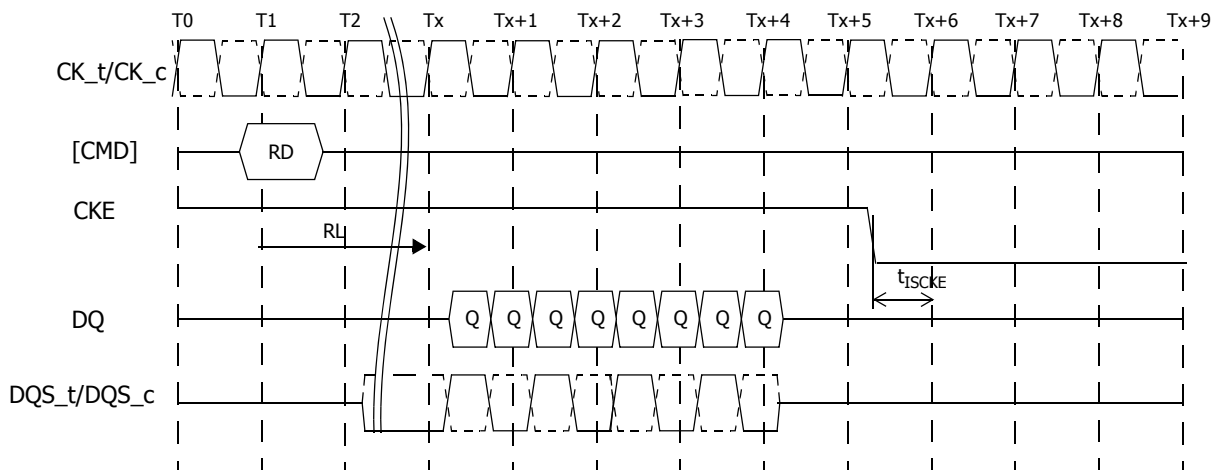 T0 T1 T2 Tx Tx+1 Tx+2 Tx+3 Tx+4 Tx+5 Tx+6 Tx+7 Tx+8 Tx+9
CK_t/CK_c
[CMD] RD
CKE
RL
tISCKE
DQ Q Q Q Q Q Q Q Q
DQS_t/DQS_c